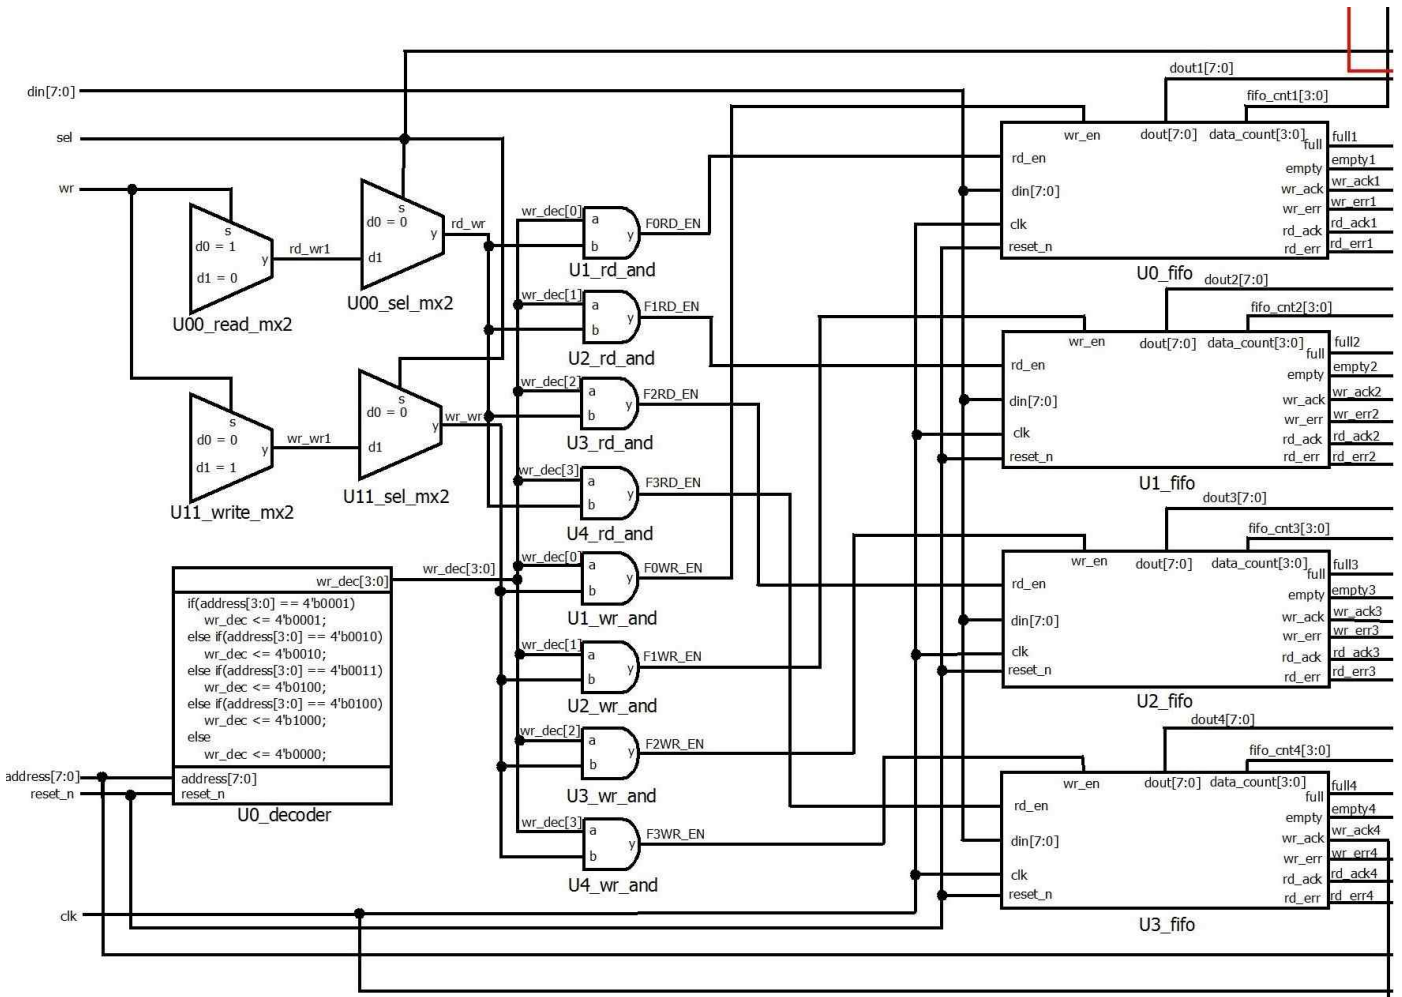 din[7:0]
sel
wr
s
d0 = 1
d1 = 0
y
U00_read_mx2
rd_wr1
s
d0 = 0
d1
y
U00_sel_mx2
rd_wr
s
d0 = 0
d1 = 1
y
U11_write_mx2
wr_wr1
s
d0 = 0
d1
y
U11_sel_mx2
wr_wr
wr_dec[3:0]
if(address[3:0] == 4'b0001)
wr_dec <= 4'b0001;
else if(address[3:0] == 4'b0010)
wr_dec <= 4'b0010;
else if(address[3:0] == 4'b0011)
wr_dec <= 4'b0100;
else if(address[3:0] == 4'b0100)
wr_dec <= 4'b1000;
else
wr_dec <= 4'b0000;
address[7:0]
reset_n
U0_decoder
address[7:0]
reset_n
clk
wr_dec[3:0]
wr_dec[0]
a
b
y
F0RD_EN
U1_rd_and
wr_dec[1]
a
b
y
F1RD_EN
U2_rd_and
wr_dec[2]
a
b
y
F2RD_EN
U3_rd_and
wr_dec[3]
a
b
y
F3RD_EN
U4_rd_and
wr_dec[0]
a
b
y
F0WR_EN
U1_wr_and
wr_dec[1]
a
b
y
F1WR_EN
U2_wr_and
wr_dec[2]
a
b
y
F2WR_EN
U3_wr_and
wr_dec[3]
a
b
y
F3WR_EN
U4_wr_and
dout1[7:0]
fifo_cnt1[3:0]
wr_en
dout[7:0]
data_count[3:0]
rd_en
din[7:0]
clk
reset_n
full
empty
wr_ack
wr_err
rd_ack
rd_err
full1
empty1
wr_ack1
wr_err1
rd_ack1
rd_err1
U0_fifo
dout2[7:0]
fifo_cnt2[3:0]
wr_en
dout[7:0]
data_count[3:0]
rd_en
din[7:0]
clk
reset_n
full
empty
wr_ack
wr_err
rd_ack
rd_err
full2
empty2
wr_ack2
wr_err2
rd_ack2
rd_err2
U1_fifo
dout3[7:0]
fifo_cnt3[3:0]
wr_en
dout[7:0]
data_count[3:0]
rd_en
din[7:0]
clk
reset_n
full
empty
wr_ack
wr_err
rd_ack
rd_err
full3
empty3
wr_ack3
wr_err3
rd_ack3
rd_err3
U2_fifo
dout4[7:0]
fifo_cnt4[3:0]
wr_en
dout[7:0]
data_count[3:0]
rd_en
din[7:0]
clk
reset_n
full
empty
wr_ack
wr_err
rd_ack
rd_err
full4
empty4
wr_ack4
wr_err4
rd_ack4
rd_err4
U3_fifo